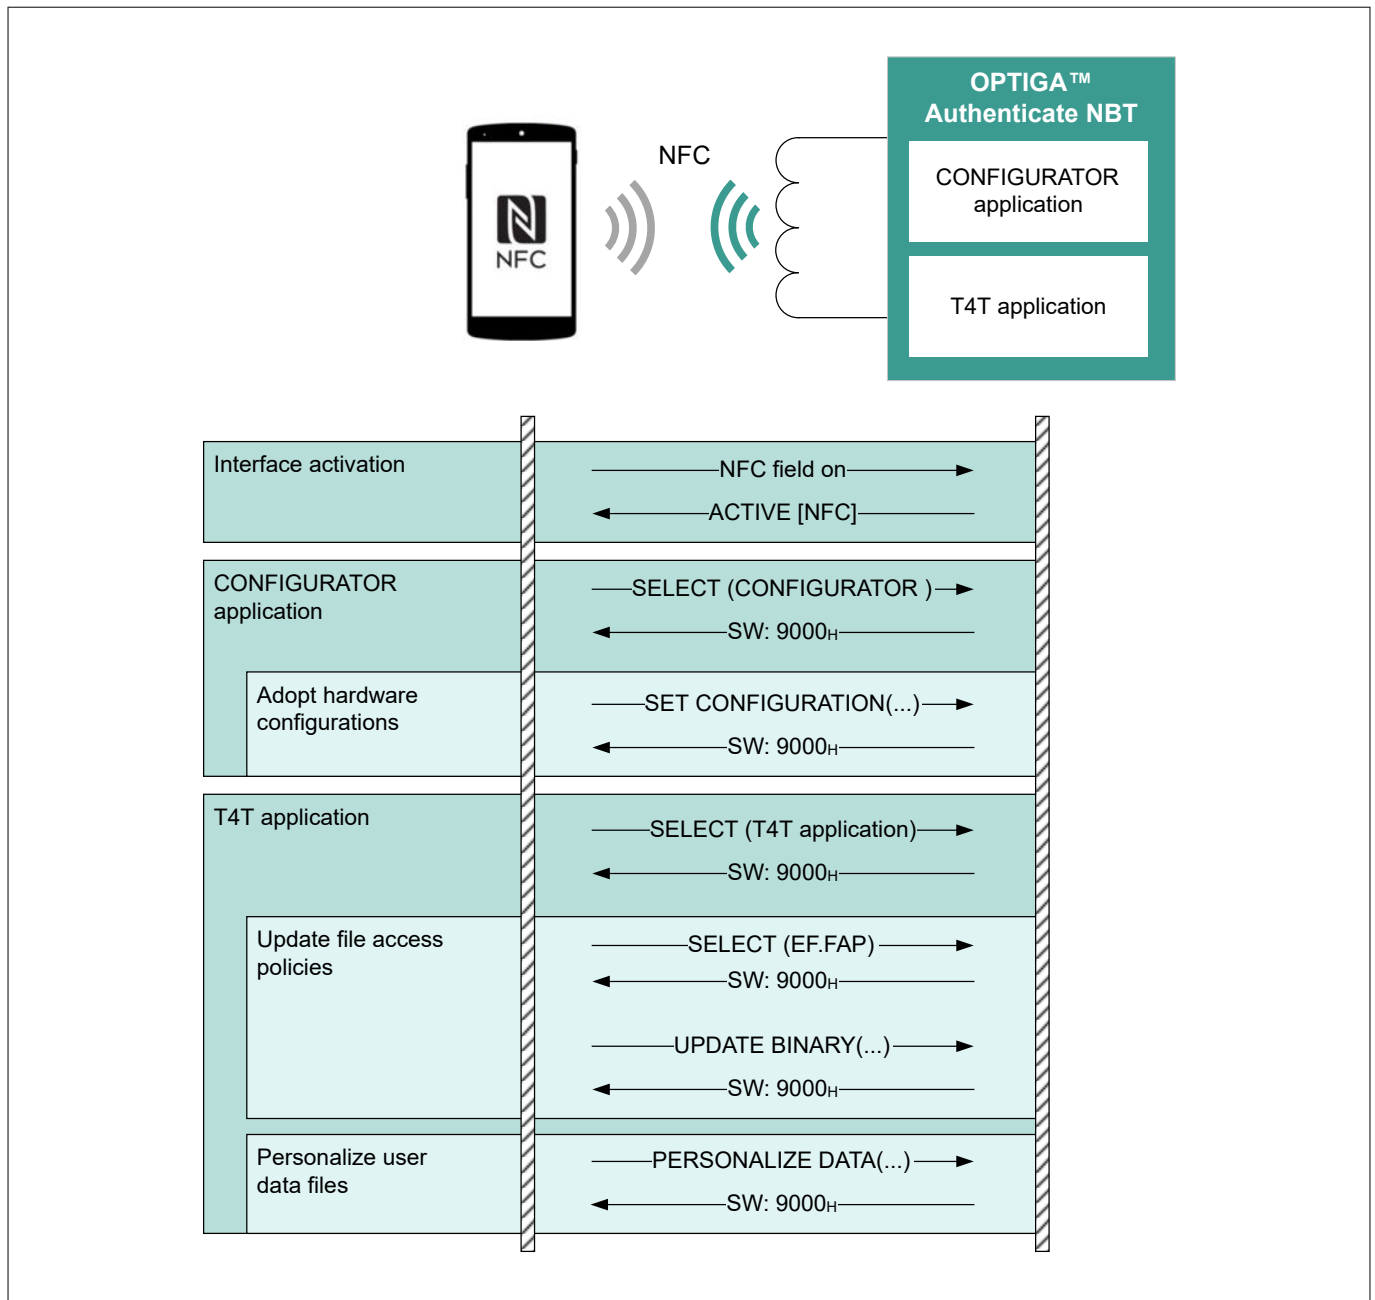 OPTIGA™
Authenticate NBT
NFC
CONFIGURATOR
application
NFC
T4T application
Interface activation
NFC field on
ACTIVE [NFC]
CONFIGURATOR
application
SELECT (CONFIGURATOR )
SW: 9000H
Adopt hardware
configurations
SET CONFIGURATION(...)
SW: 9000H
T4T application
SELECT (T4T application)
SW: 9000H
Update file access
policies
SELECT (EF.FAP)
SW: 9000H
UPDATE BINARY(...)
SW: 9000H
Personalize user
data files
PERSONALIZE DATA(...)
SW: 9000H